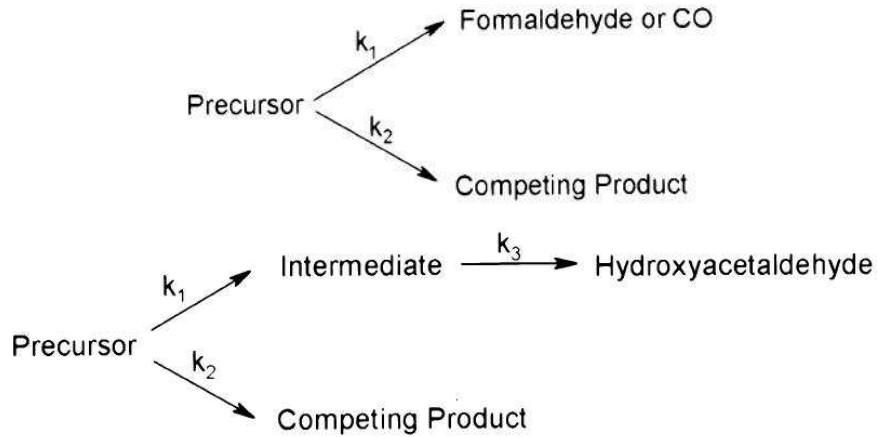 Formaldehyde or CO
k₁
Precursor
k₂
Competing Product
Intermediate
k₃
Hydroxyacetaldehyde
k₁
Precursor
k₂
Competing Product